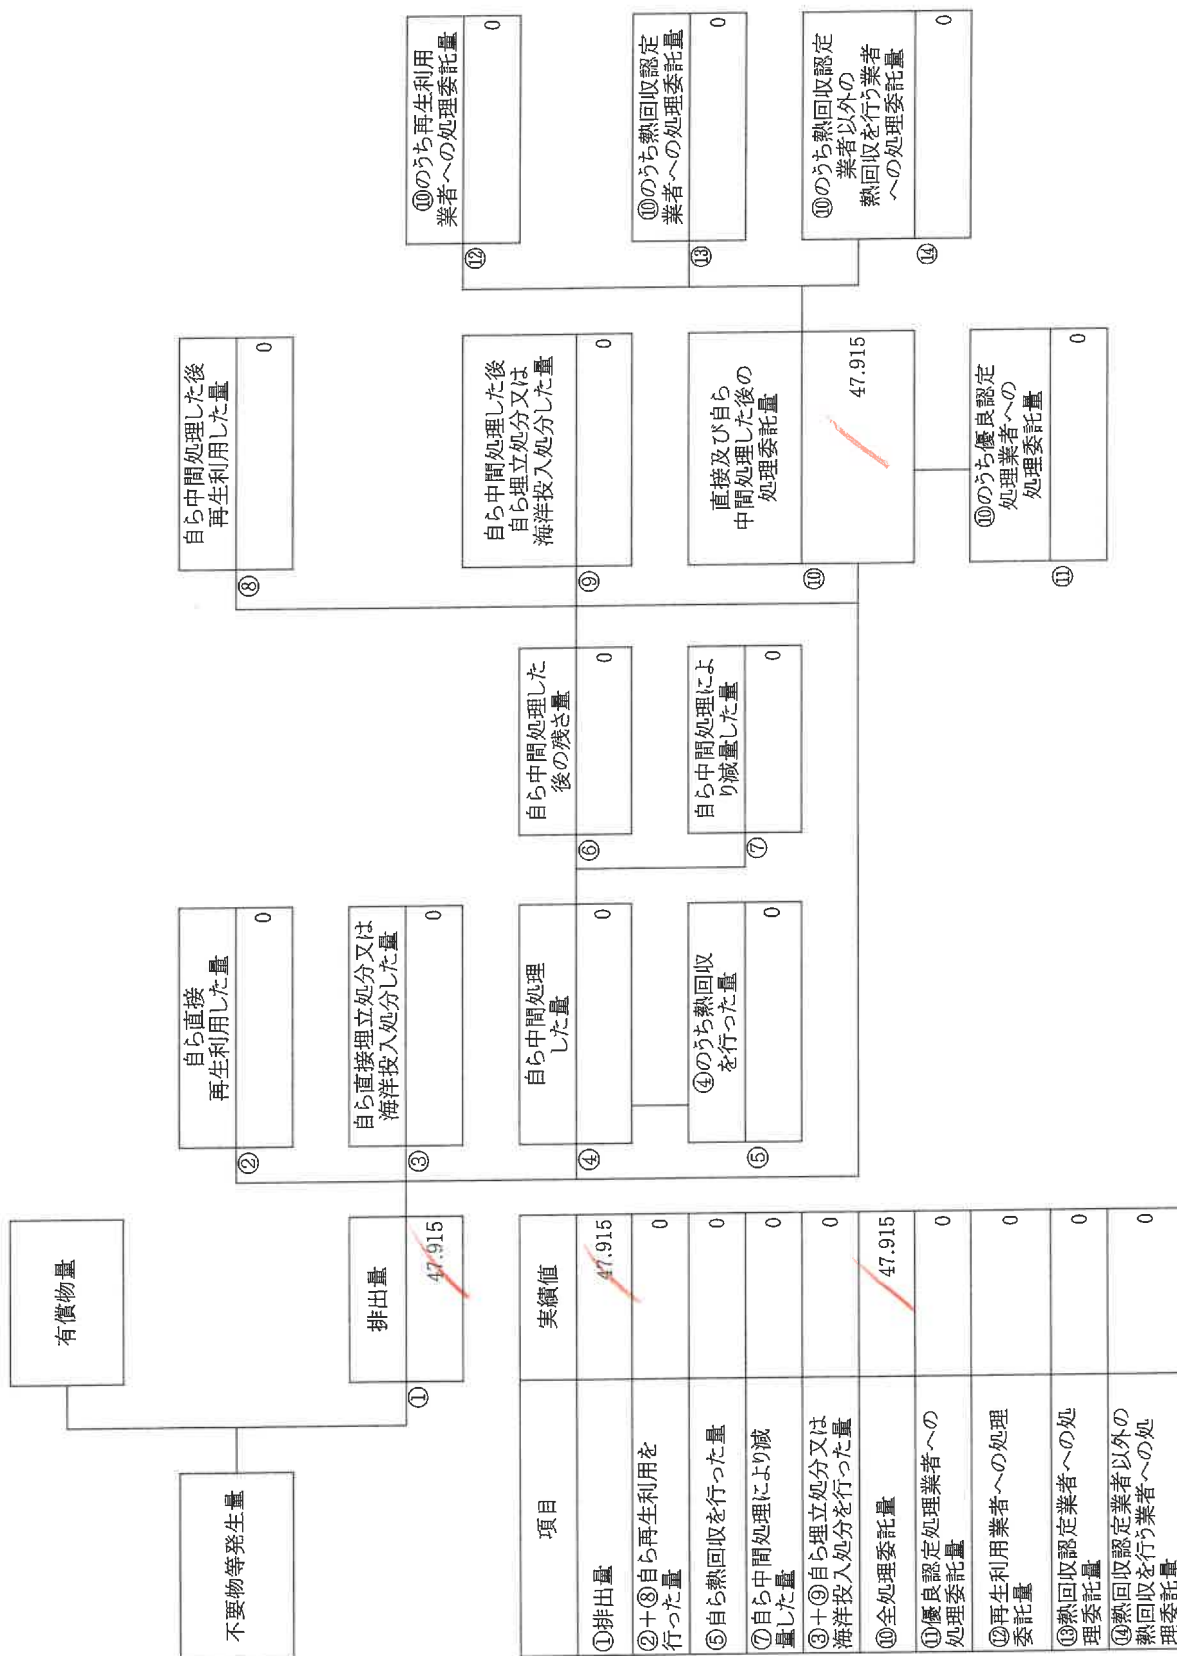 不要物等発生量
有償物量
排出量
①
47.915
自ら直接
再生利用した量
②
0
自ら直接埋立処分又は
海洋投入処分した量
③
0
自ら中間処理
した量
④
0
④のうち熱回収
を行った量
⑤
0
自ら中間処理した
後の残さ量
⑥
0
自ら中間処理によ
り減量した量
⑦
0
自ら中間処理した後
再生利用した量
⑧
0
自ら中間処理した後
自ら埋立処分又は
海洋投入処分した量
⑨
0
直接及び自ら
中間処理した後の
処理委託量
⑩
47.915
⑩のうち優良認定
処理業者への
処理委託量
⑪
0
⑩のうち再生利用
業者への処理委託量
⑫
0
⑩のうち熱回収認定
業者への処理委託量
⑬
0
⑩のうち熱回収認定
業者以外の
熱回収を行う業者
への処理委託量
⑭
0
項目
実績値
①排出量
47.915
②+⑧自ら再生利用を
行った量
0
⑤自ら熱回収を行った量
0
⑦自ら中間処理により減
量した量
0
③+⑨自ら埋立処分又は
海洋投入処分を行った量
0
⑩全処理委託量
47.915
⑪優良認定処理業者への
処理委託量
0
⑫再生利用業者への処理
委託量
0
⑬熱回収認定業者への処
理委託量
0
⑭熱回収認定業者以外の
熱回収を行う業者への処
理委託量
0